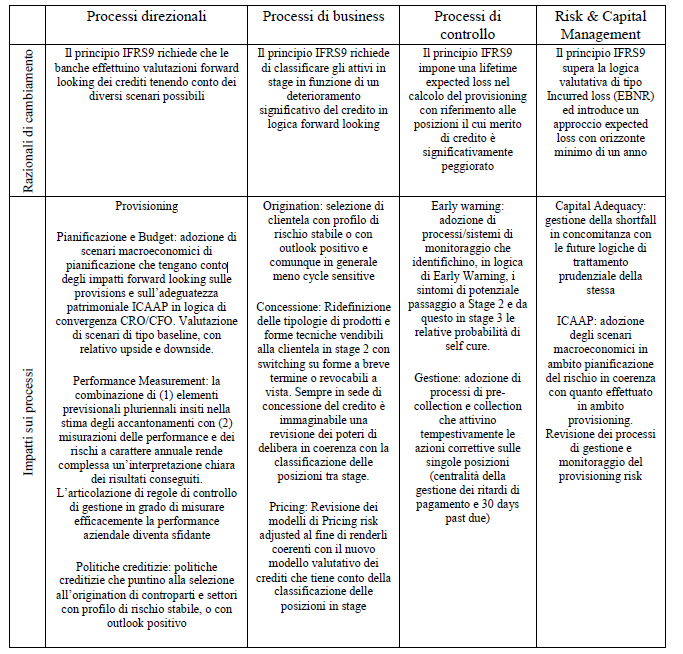 Processi direzionali
Processi di business
Processi di
controllo
Risk & Capital
Management
Razionali di cambiamento
Il principio IFRS9 richiede che le
banche effettuino valutazioni forward
looking dei crediti tenendo conto dei
diversi scenari possibili
Il principio IFRS9 richiede
di classificare gli attivi in
stage in funzione di un
deterioramento
significativo del credito in
logica forward looking
Il principio IFRS9
impone una lifetime
expected loss nel
calcolo del provisioning
con riferimento alle
posizioni il cui merito
di credito è
significativamente
peggiorato
Il principio IFRS9
supera la logica
valutativa di tipo
Incurred loss (EBNR)
ed introduce un
approccio expected
loss con orizzonte
minimo di un anno
Impatti sui processi
Provisioning
Pianificazione e Budget: adozione di
scenari macroeconomici di
pianificazione che tengano conto
degli impatti forward looking sulle
provisions e sull'adeguatezza
patrimoniale ICAAP in logica di
convergenza CRO/CFO. Valutazione
di scenari di tipo baseline, con
relativo upside e downside.
Performance Measurement: la
combinazione di (1) elementi
previsionali pluriennali insiti nella
stima degli accantonamenti con (2)
misurazioni delle performance e dei
rischi a carattere annuale rende
complessa un'interpretazione chiara
dei risultati conseguiti.
L'articolazione di regole di controllo
di gestione in grado di misurare
efficacemente la performance
aziendale diventa sfidante
Politiche creditizie: politiche
creditizie che puntino alla selezione
all'origination di controparti e settori
con profilo di rischio stabile, o con
outlook positivo
Origination: selezione di
clientela con profilo di
rischio stabile o con
outlook positivo e
comunque in generale
meno cycle sensitive
Concessione: Ridefinizione
delle tipologie di prodotti e
forme tecniche vendibili
alla clientela in stage 2 con
switching su forme a breve
termine o revocabili a
vista. Sempre in sede di
concessione del credito è
immaginabile una
revisione dei poteri di
delibera in coerenza con la
classificazione delle
posizioni tra stage.
Pricing: Revisione dei
modelli di Pricing risk
adjusted al fine di renderli
coerenti con il nuovo
modello valutativo dei
crediti che tiene conto della
classificazione delle
posizioni in stage
Early warning:
adozione di
processi/sistemi di
monitoraggio che
identifichino, in logica
di Early Warning, i
sintomi di potenziale
passaggio a Stage 2 e da
questo in stage 3 le
relative probabilità di
self cure.
Gestione: adozione di
processi di pre-
collection e collection
che attivino
tempestivamente le
azioni correttive sulle
singole posizioni
(centralità della
gestione dei ritardi di
pagamento e 30 days
past due)
Capital Adequacy:
gestione della shortfall
in concomitanza con
le future logiche di
trattamento
prudenziale della
stessa
ICAAP: adozione
degli scenari
macroeconomici in
ambito pianificazione
del rischio in coerenza
con quanto effettuato
in ambito
provisioning.
Revisione dei processi
di gestione e
monitoraggio del
provisioning risk